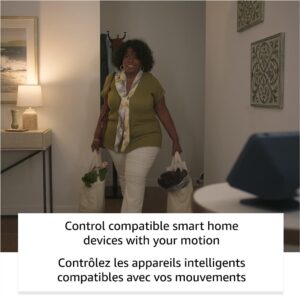 Control compatible smart home
devices with your motion
Contrôlez les appareils intelligents
compatibles avec vos mouvements